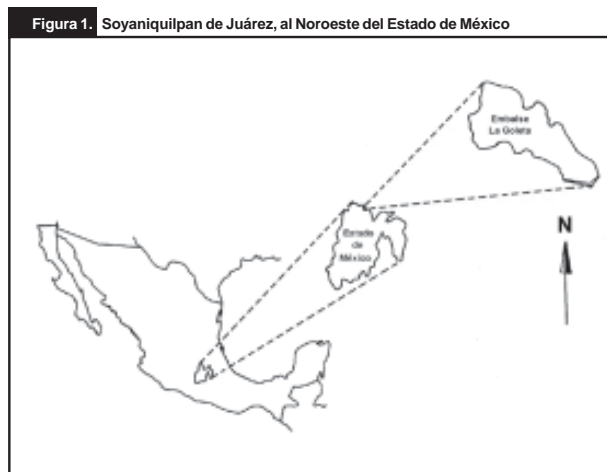 Figura 1. Soyaniquilpan de Juárez, al Noroeste del Estado de México
Embalse
La Goleta
Estado
de
México
N